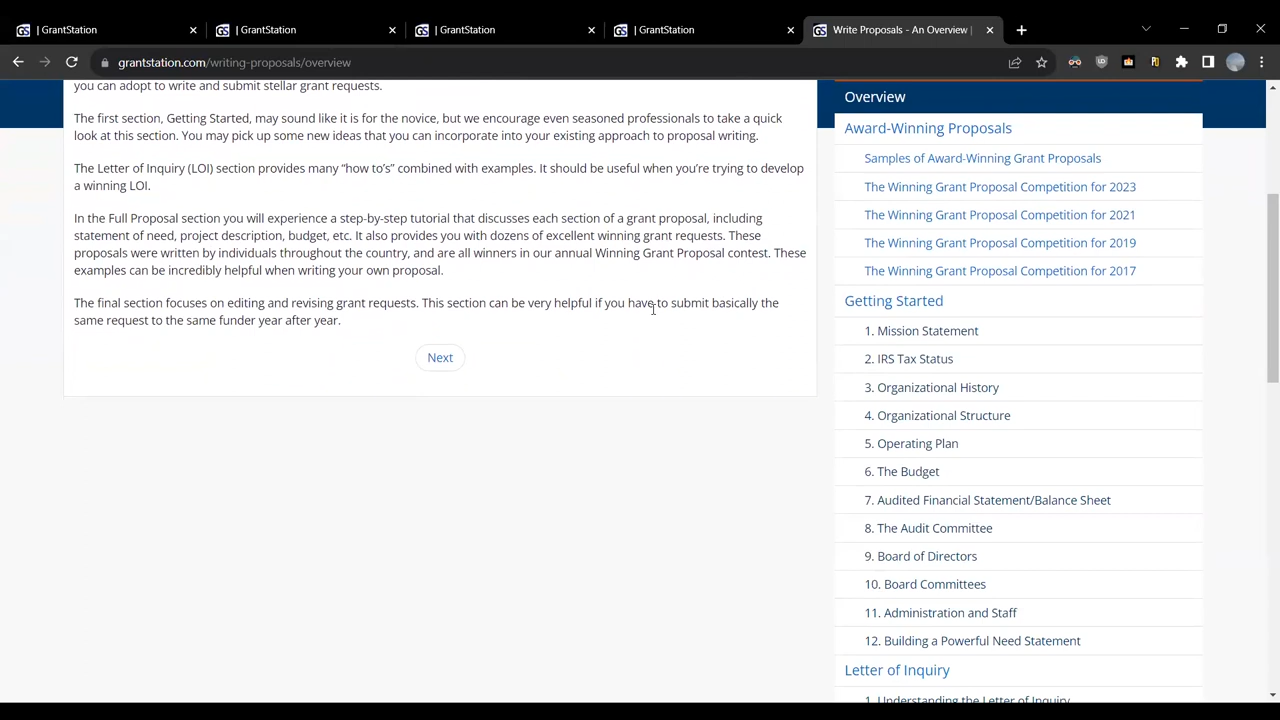 | GrantStation
| GrantStation
| GrantStation
| GrantStation
Write Proposals - An Overview |
grantstation.com/writing-proposals/overview
you can adopt to write and submit stellar grant requests.
The first section, Getting Started, may sound like it is for the novice, but we encourage even seasoned professionals to take a quick
look at this section. You may pick up some new ideas that you can incorporate into your existing approach to proposal writing.
The Letter of Inquiry (LOI) section provides many “how to’s” combined with examples. It should be useful when you’re trying to develop
a winning LOI.
In the Full Proposal section you will experience a step-by-step tutorial that discusses each section of a grant proposal, including
statement of need, project description, budget, etc. It also provides you with dozens of excellent winning grant requests. These
proposals were written by individuals throughout the country, and are all winners in our annual Winning Grant Proposal contest. These
examples can be incredibly helpful when writing your own proposal.
The final section focuses on editing and revising grant requests. This section can be very helpful if you have to submit basically the
same request to the same funder year after year.
Next
Overview
Award-Winning Proposals
Samples of Award-Winning Grant Proposals
The Winning Grant Proposal Competition for 2023
The Winning Grant Proposal Competition for 2021
The Winning Grant Proposal Competition for 2019
The Winning Grant Proposal Competition for 2017
Getting Started
1. Mission Statement
2. IRS Tax Status
3. Organizational History
4. Organizational Structure
5. Operating Plan
6. The Budget
7. Audited Financial Statement/Balance Sheet
8. The Audit Committee
9. Board of Directors
10. Board Committees
11. Administration and Staff
12. Building a Powerful Need Statement
Letter of Inquiry
1. Understanding the Letter of Inquiry